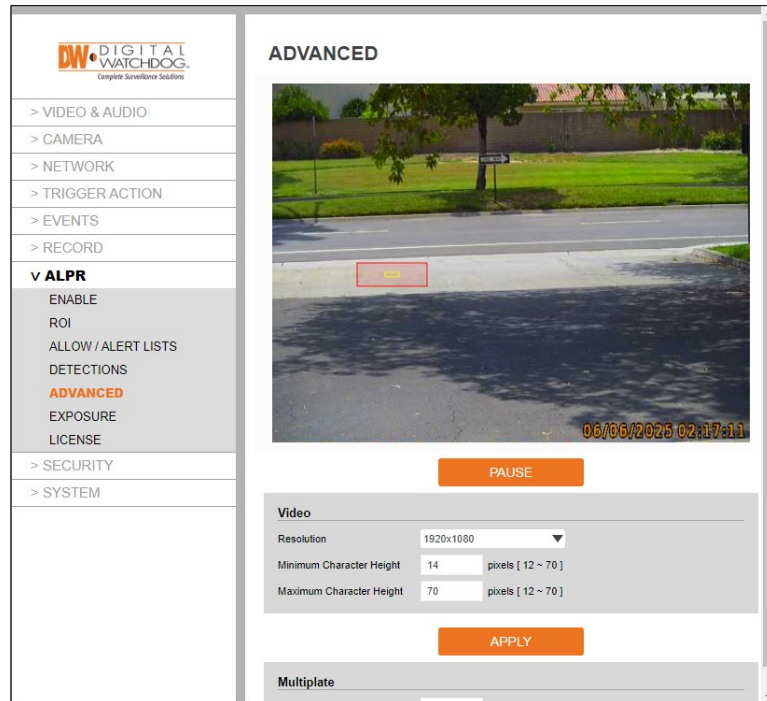 DW DIGITAL
WATCHDOG.
Complete Surveillance Solutions
> VIDEO & AUDIO
> CAMERA
> NETWORK
> TRIGGER ACTION
> EVENTS
> RECORD
v ALPR
ENABLE
ROI
ALLOW / ALERT LISTS
DETECTIONS
ADVANCED
EXPOSURE
LICENSE
> SECURITY
> SYSTEM
ADVANCED
06/06/2025 02:17:11
PAUSE
Video
Resolution 1920x1080
Minimum Character Height 14 pixels [ 12 ~ 70 ]
Maximum Character Height 70 pixels [ 12 ~ 70 ]
APPLY
Multiplate